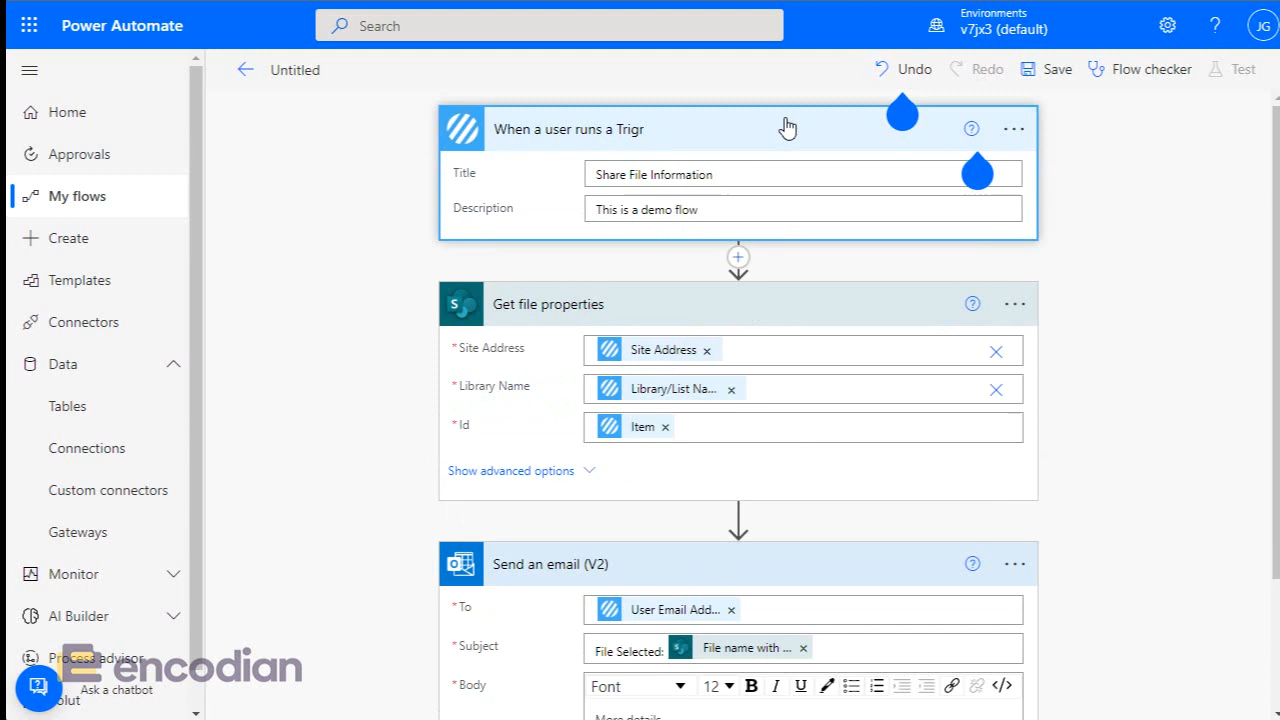 Power Automate
Search
Environments
v7jx3 (default)
JG
Untitled
Undo
Redo
Save
Flow checker
Test
Home
Approvals
My flows
Create
Templates
Connectors
Data
Tables
Connections
Custom connectors
Gateways
Monitor
AI Builder
Process advisor
Ask a chatbot
encodian
When a user runs a Trigr
Title
Share File Information
Description
This is a demo flow
Get file properties
*Site Address
Site Address
*Library Name
Library/List Na...
*Id
Item
Show advanced options
Send an email (V2)
*To
User Email Add...
*Subject
File Selected: File name with ...
*Body
Font
12
B I U
More details